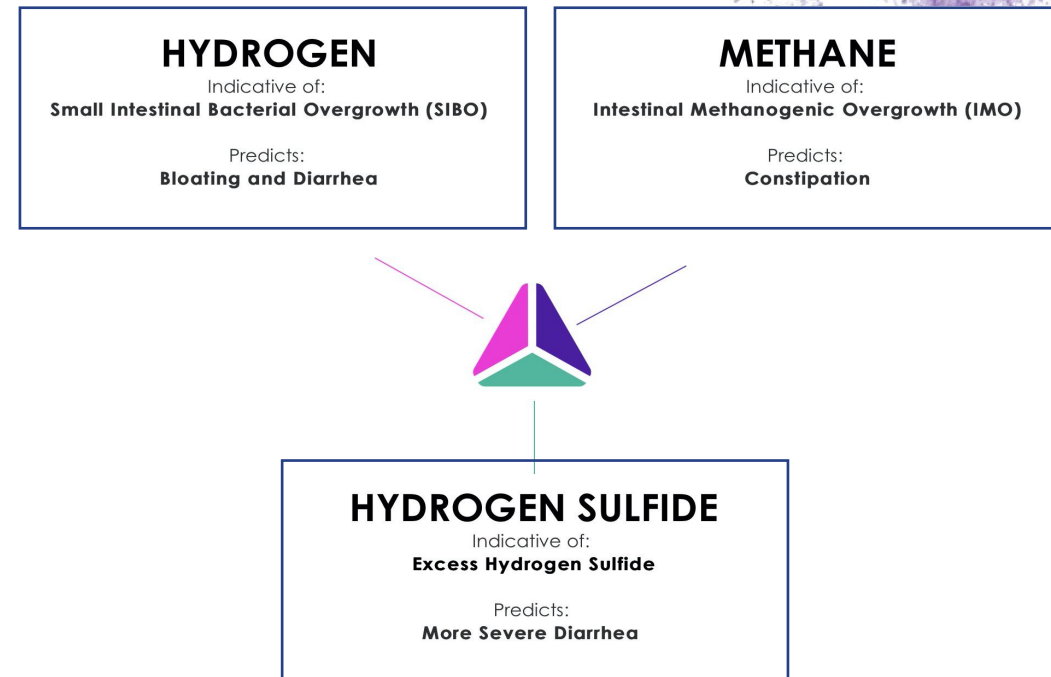 HYDROGEN
Indicative of:
Small Intestinal Bacterial Overgrowth (SIBO)
Predicts:
Bloating and Diarrhea
METHANE
Indicative of:
Intestinal Methanogenic Overgrowth (IMO)
Predicts:
Constipation
HYDROGEN SULFIDE
Indicative of:
Excess Hydrogen Sulfide
Predicts:
More Severe Diarrhea